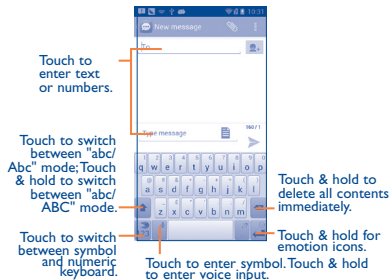 10:31
New message
To
Touch to
enter text
or numbers.
Type message
160/1
Touch to switch
between "abc/
Abc" mode;Touch
& hold to switch
between "abc/
ABC" mode.
q w e r t y u i o p
a s d f g h j k l
z x c v b n m
Touch & hold to
delete all contents
immediately.
Touch to switch
between symbol
and numeric
keyboard.
Touch & hold for
emotion icons.
Touch to enter symbol.Touch & hold
to enter voice input.